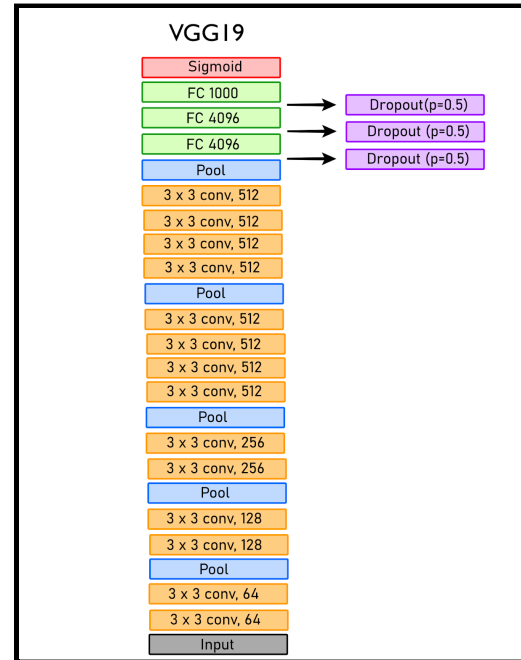 VGG19
Sigmoid
FC 1000
Dropout(p=0.5)
FC 4096
Dropout (p=0.5)
FC 4096
Dropout (p=0.5)
Pool
3 x 3 conv, 512
3 x 3 conv, 512
3 x 3 conv, 512
3 x 3 conv, 512
Pool
3 x 3 conv, 512
3 x 3 conv, 512
3 x 3 conv, 512
3 x 3 conv, 512
Pool
3 x 3 conv, 256
3 x 3 conv, 256
Pool
3 x 3 conv, 128
3 x 3 conv, 128
Pool
3 x 3 conv, 64
3 x 3 conv, 64
Input